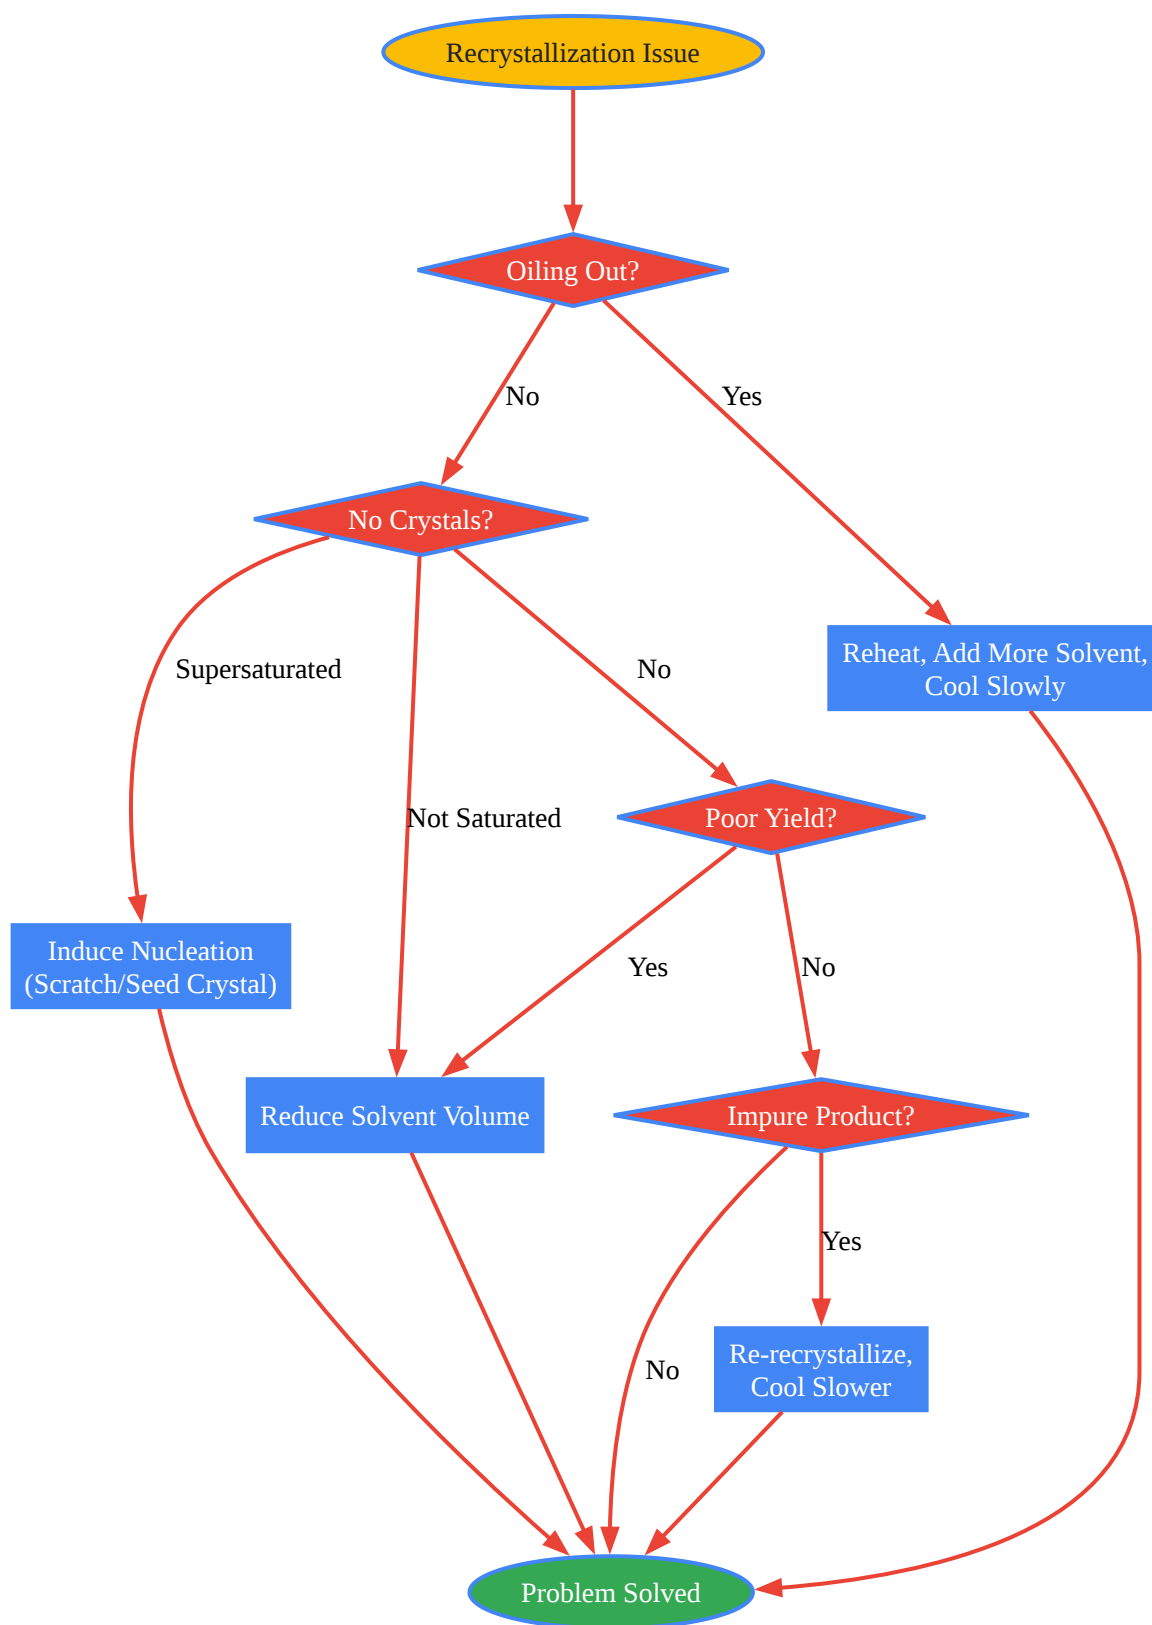 Recrystallization Issue
Oiling Out?
No
Yes
No Crystals?
Reheat, Add More Solvent,
Cool Slowly
Supersaturated
No
Not Saturated
Poor Yield?
Induce Nucleation
(Scratch/Seed Crystal)
Yes
No
Reduce Solvent Volume
Impure Product?
Yes
No
Re-recrystallize,
Cool Slower
Problem Solved